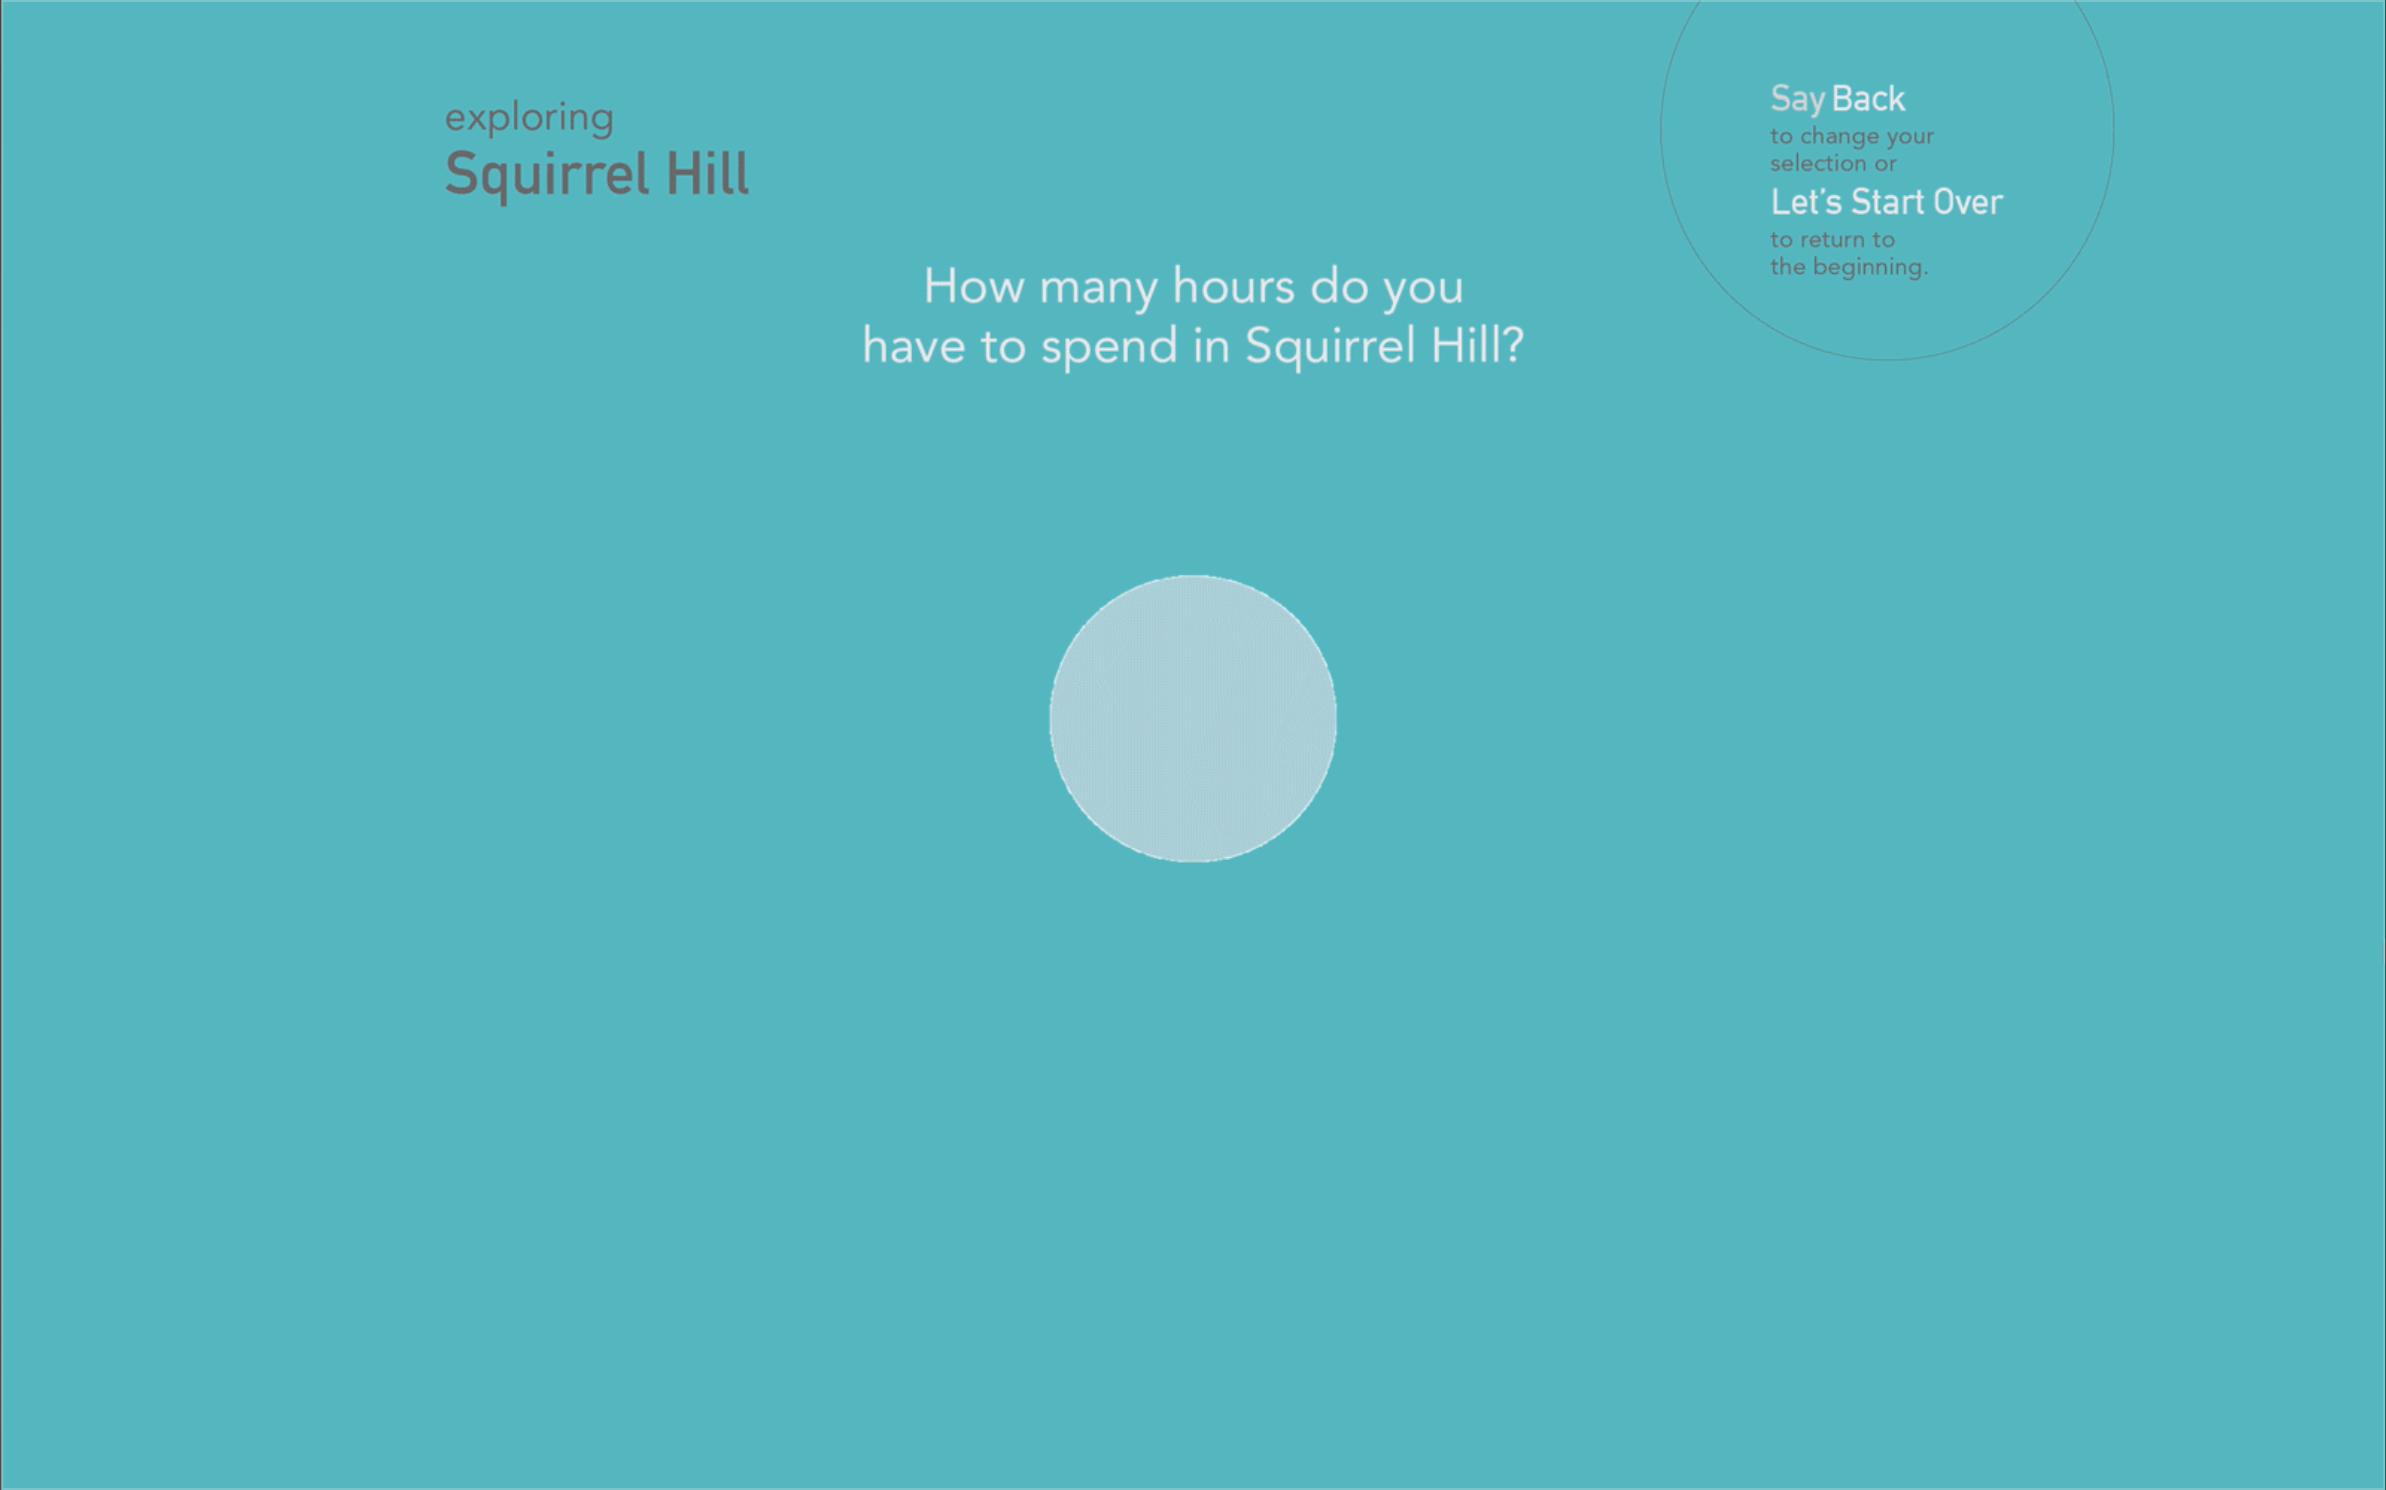 exploring
Squirrel Hill
Say Back
to change your
selection or
Let's Start Over
to return to
the beginning.
How many hours do you
have to spend in Squirrel Hill?